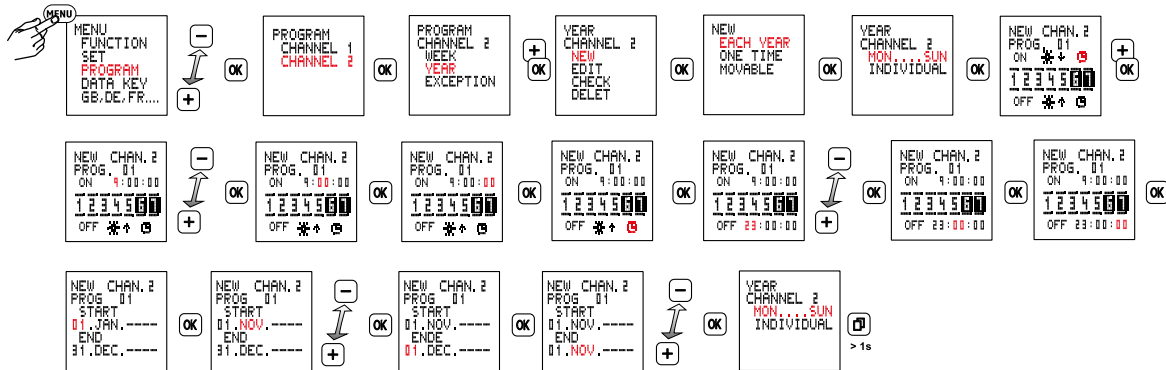 MENU
MENU
FUNCTION
SET
PROGRAM
DATA KEY
GB,DE,FR....
−
+
OK
PROGRAM
CHANNEL 1
CHANNEL 2
OK
PROGRAM
CHANNEL 2
WEEK
YEAR
EXCEPTION
+
OK
YEAR
CHANNEL 2
NEW
EDIT
CHECK
DELET
OK
NEW
EACH YEAR
ONE TIME
MOVABLE
OK
YEAR
CHANNEL 2
MON....SUN
INDIVIDUAL
OK
NEW CHAN.2
PROG. 01
ON ↓
1 2 3 4 5 6 7
OFF ↑
+
OK
NEW CHAN.2
PROG. 01
ON 9:00:00
1 2 3 4 5 6 7
OFF ↑
−
+
OK
NEW CHAN.2
PROG. 01
ON 9:00:00
1 2 3 4 5 6 7
OFF ↑
OK
NEW CHAN.2
PROG. 01
ON 9:00:00
1 2 3 4 5 6 7
OFF ↑
OK
NEW CHAN.2
PROG. 01
ON 9:00:00
1 2 3 4 5 6 7
OFF ↑
OK
NEW CHAN.2
PROG. 01
ON 9:00:00
1 2 3 4 5 6 7
OFF 23:00:00
−
+
OK
NEW CHAN.2
PROG. 01
ON 9:00:00
1 2 3 4 5 6 7
OFF 23:00:00
OK
NEW CHAN.2
PROG. 01
ON 9:00:00
1 2 3 4 5 6 7
OFF 23:00:00
OK
NEW CHAN.2
PROG 01
START
01.JAN.----
END
31.DEC.----
OK
NEW CHAN.2
PROG 01
START
01.NOV.----
END
31.DEC.----
−
+
OK
NEW CHAN.2
PROG 01
START
01.NOV.----
ENDE
01.DEC.----
OK
NEW CHAN.2
PROG 01
START
01.NOV.----
END
01.NOV.----
−
+
OK
YEAR
CHANNEL 2
MON....SUN
INDIVIDUAL
> 1s